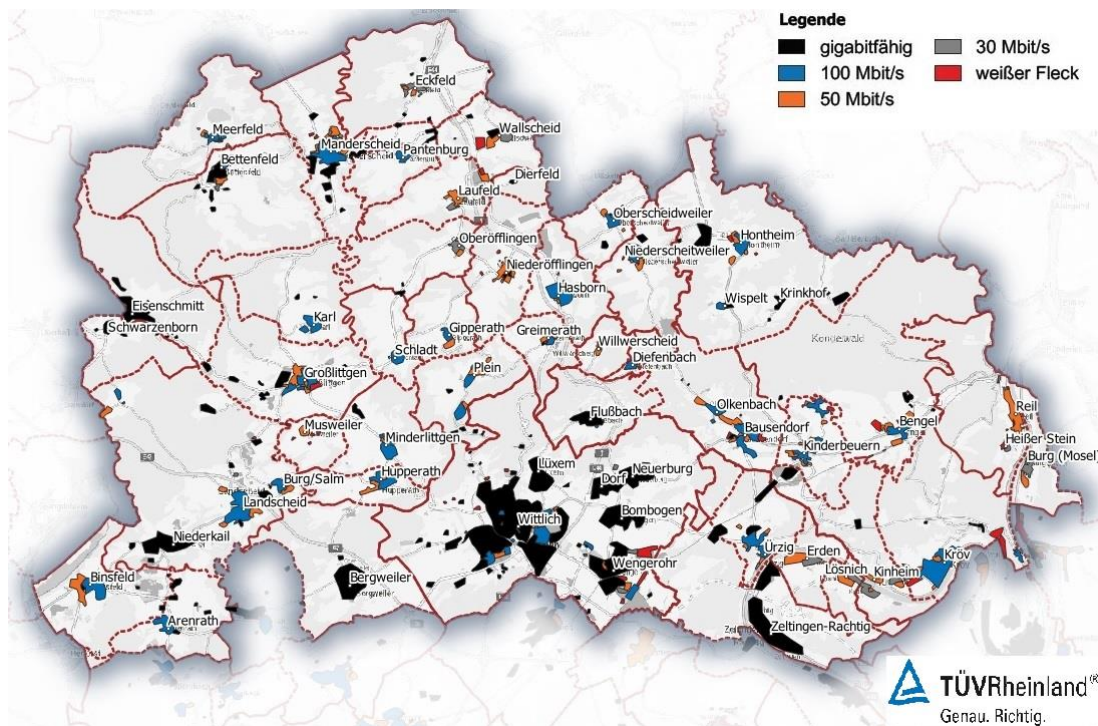 Legende
gigabitfähig
100 Mbit/s
50 Mbit/s
30 Mbit/s
weißer Fleck
Eckfeld
Meerfeld
Manderscheid
Pantenburg
Wallscheid
Bettenfeld
Dierfeld
Laufeld
Oberscheidweiler
Hontheim
Oberöfflingen
Niederscheitweiler
Niederöfflingen
Hasborn
Wispelt
Krinkhof
Eisenschmitt
Schwarzenborn
Karl
Gipperath
Greimerath
Willwerscheid
Kondelwald
Schladt
Diefenbach
Großlittgen
Plein
Olkenbach
Flußbach
Reil
Musweiler
Bausendorf
Bengel
Minderlittgen
Kinderbeuern
Heißer Stein
Burg (Mosel)
Lüxem
Neuerburg
Dorf
Hupperath
Burg/Salm
Landscheid
Wittlich
Bombogen
Niederkail
Ürzig
Erden
Kröv
Wengerohr
Lösnich
Kinheim
Binsfeld
Bergweiler
Arenrath
Zeltingen-Rachtig
TÜVRheinland®
Genau. Richtig.